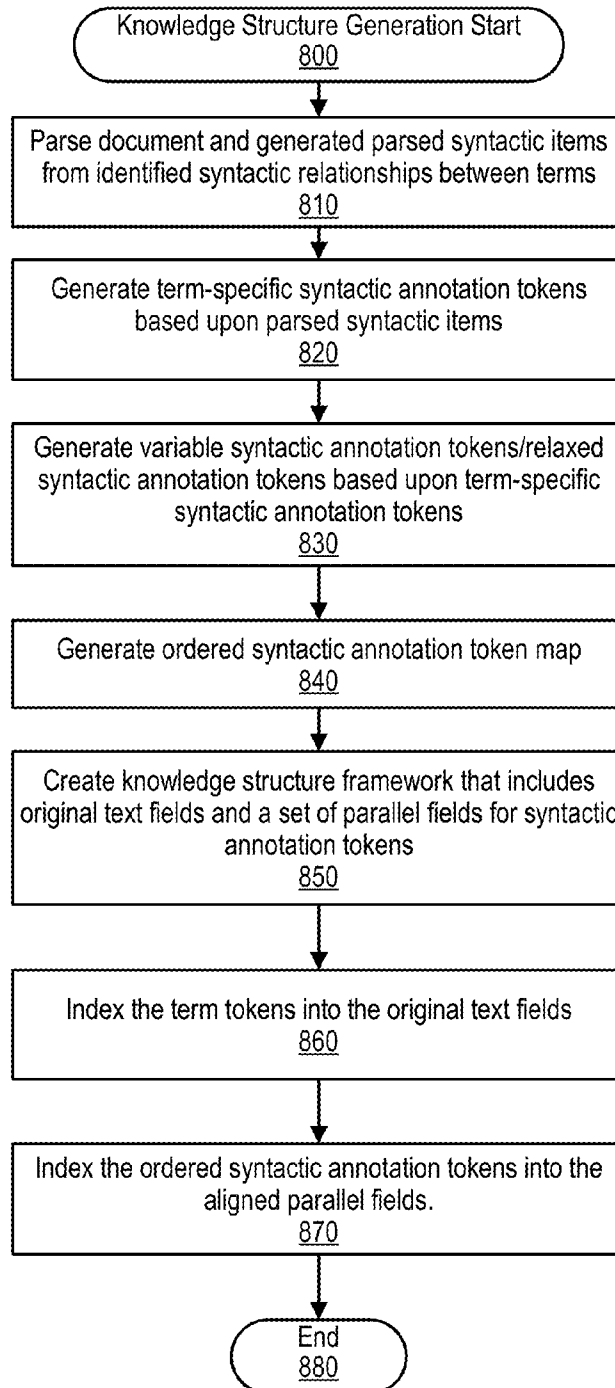 Knowledge Structure Generation Start
800
Parse document and generated parsed syntactic items
from identified syntactic relationships between terms
810
Generate term-specific syntactic annotation tokens
based upon parsed syntactic items
820
Generate variable syntactic annotation tokens/relaxed
syntactic annotation tokens based upon term-specific
syntactic annotation tokens
830
Generate ordered syntactic annotation token map
840
Create knowledge structure framework that includes
original text fields and a set of parallel fields for syntactic
annotation tokens
850
Index the term tokens into the original text fields
860
Index the ordered syntactic annotation tokens into the
aligned parallel fields.
870
End
880